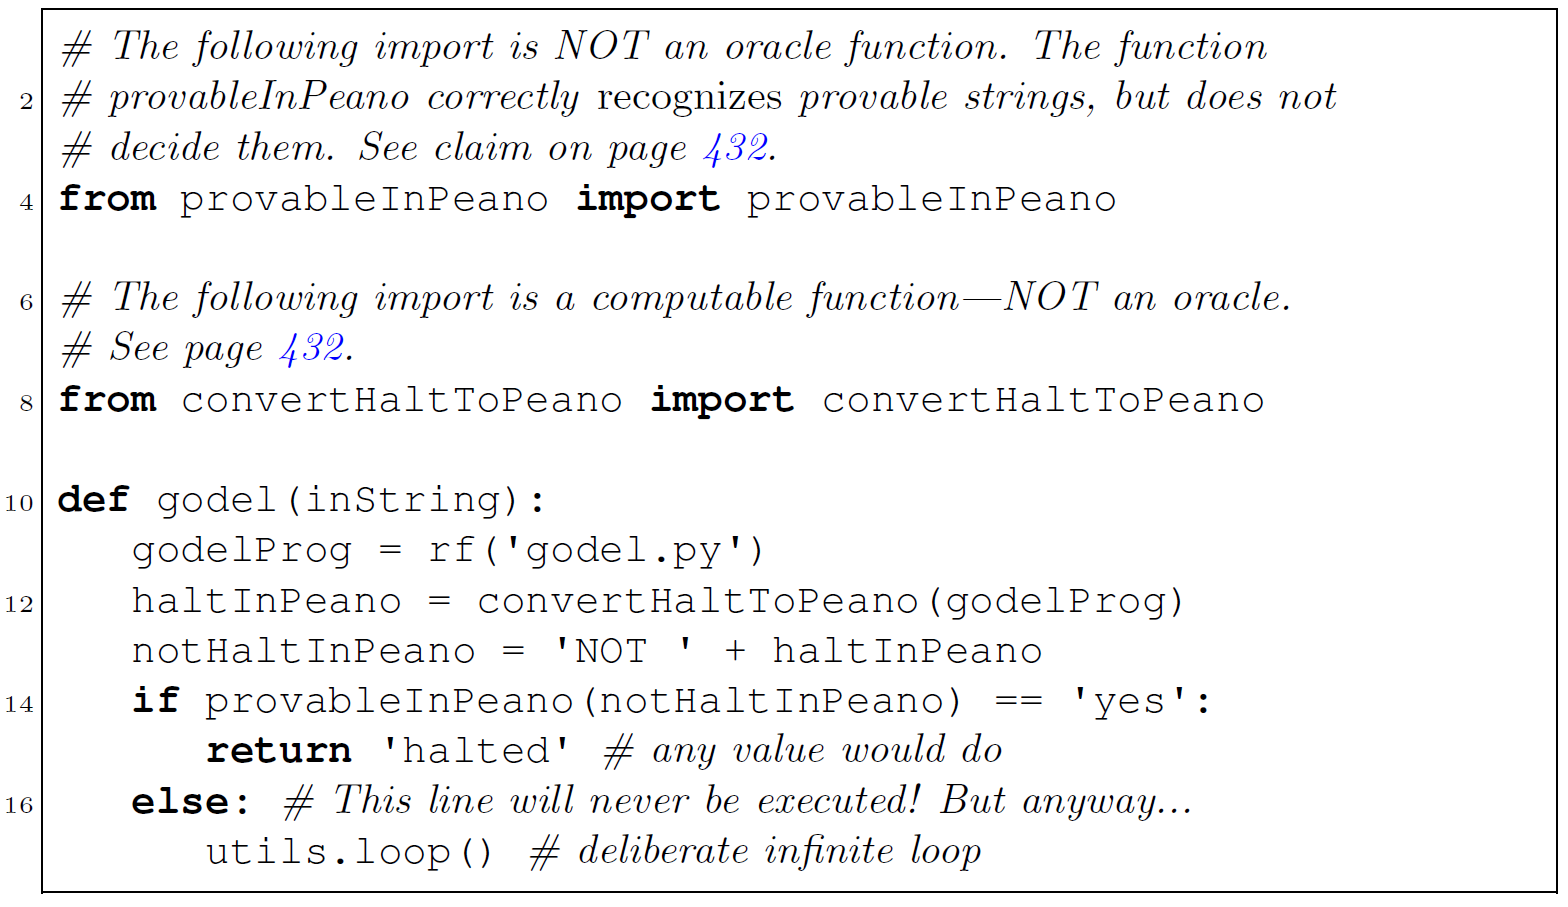 # The following import is NOT an oracle function. The function
2 # provableInPeano correctly recognizes provable strings, but does not
# decide them. See claim on page 432.
4 from provableInPeano import provableInPeano
6 # The following import is a computable function—NOT an oracle.
# See page 432.
8 from convertHaltToPeano import convertHaltToPeano
10 def godel(inString):
godelProg = rf('godel.py')
12 haltInPeano = convertHaltToPeano(godelProg)
notHaltInPeano = 'NOT ' + haltInPeano
14 if provableInPeano(notHaltInPeano) == 'yes':
return 'halted' # any value would do
16 else: # This line will never be executed! But anyway...
utils.loop() # deliberate infinite loop